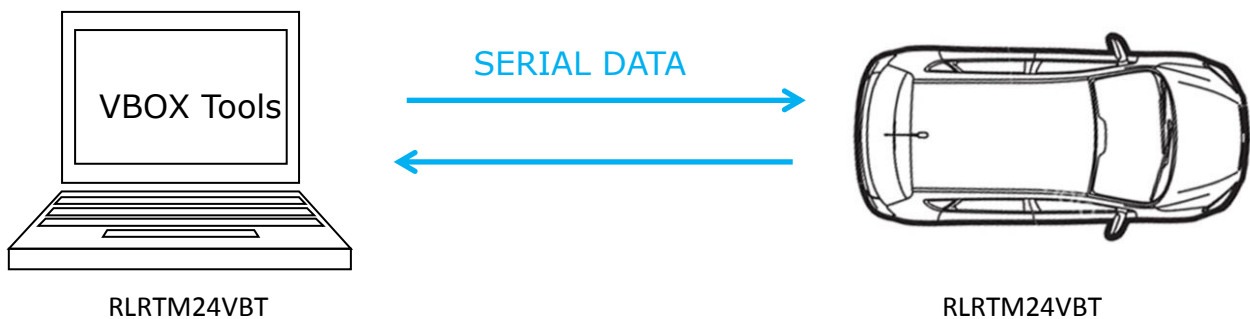 SERIAL DATA
VBOX Tools
RLRTM24VBT
RLRTM24VBT